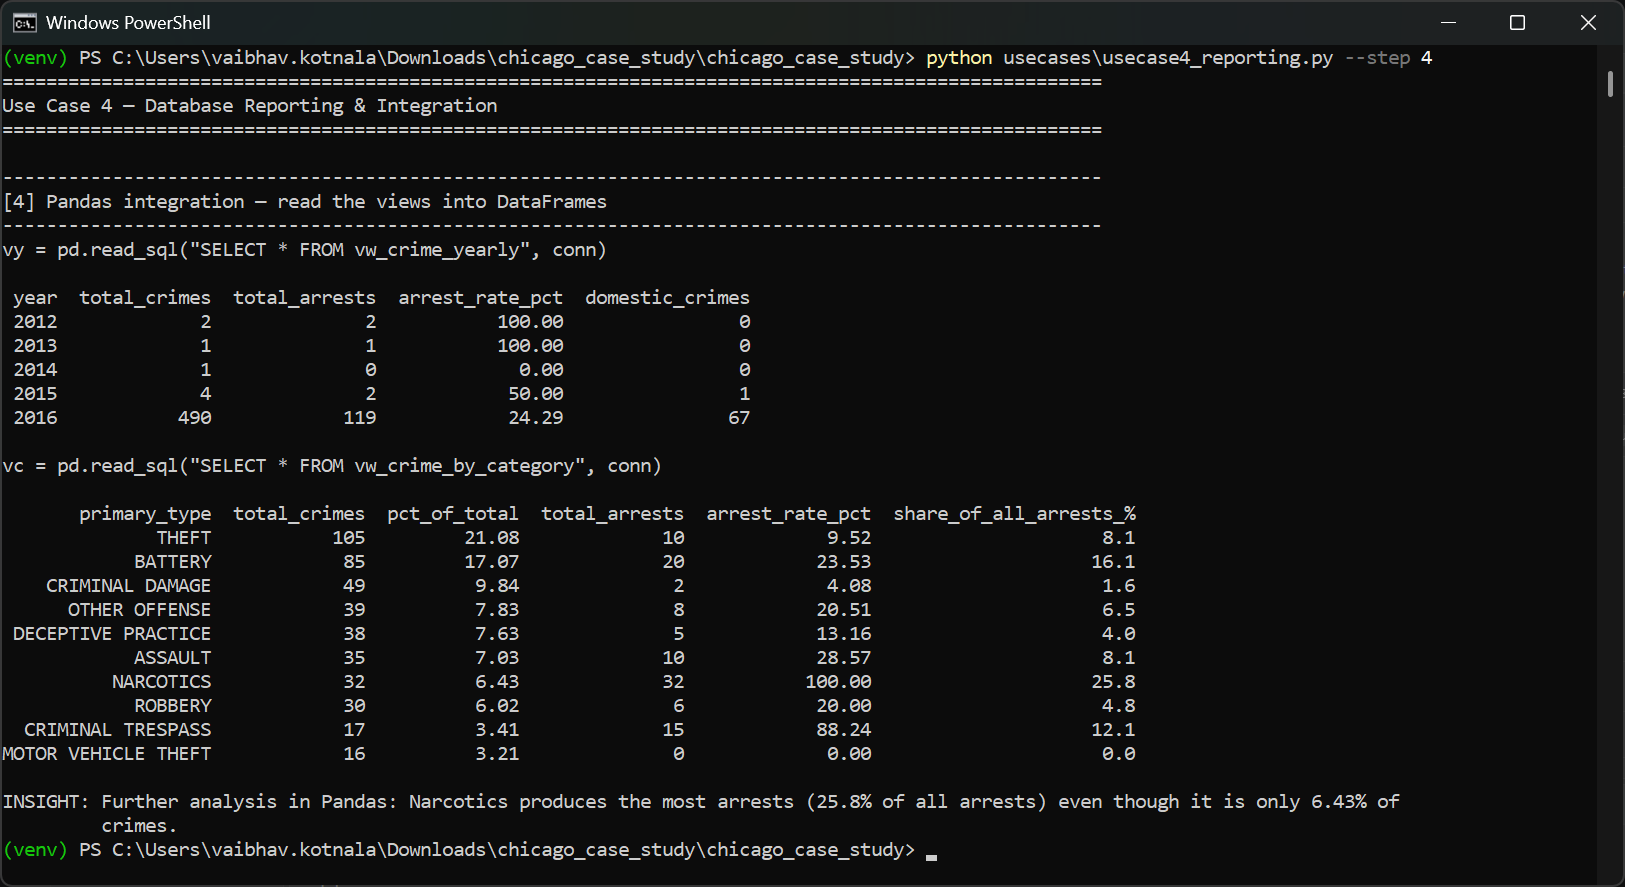 Windows PowerShell
(venv) PS C:\Users\vaibhav.kotnala\Downloads\chicago_case_study\chicago_case_study> python usecases\usecase4_reporting.py --step 4
====================================================================================================
Use Case 4 — Database Reporting & Integration
====================================================================================================
----------------------------------------------------------------------------------------------------
[4] Pandas integration — read the views into DataFrames
----------------------------------------------------------------------------------------------------
vy = pd.read_sql("SELECT * FROM vw_crime_yearly", conn)
year  total_crimes  total_arrests  arrest_rate_pct  domestic_crimes
2012             2              2           100.00                0
2013             1              1           100.00                0
2014             1              0             0.00                0
2015             4              2            50.00                1
2016           490            119            24.29               67
vc = pd.read_sql("SELECT * FROM vw_crime_by_category", conn)
primary_type  total_crimes  pct_of_total  total_arrests  arrest_rate_pct  share_of_all_arrests_%
THEFT           105         21.08             10             9.52                     8.1
BATTERY            85         17.07             20            23.53                    16.1
CRIMINAL DAMAGE            49          9.84              2             4.08                     1.6
OTHER OFFENSE            39          7.83              8            20.51                     6.5
DECEPTIVE PRACTICE            38          7.63              5            13.16                     4.0
ASSAULT            35          7.03             10            28.57                     8.1
NARCOTICS            32          6.43             32           100.00                    25.8
ROBBERY            30          6.02              6            20.00                     4.8
CRIMINAL TRESPASS            17          3.41             15            88.24                    12.1
MOTOR VEHICLE THEFT            16          3.21              0             0.00                     0.0
INSIGHT: Further analysis in Pandas: Narcotics produces the most arrests (25.8% of all arrests) even though it is only 6.43% of
crimes.
(venv) PS C:\Users\vaibhav.kotnala\Downloads\chicago_case_study\chicago_case_study>